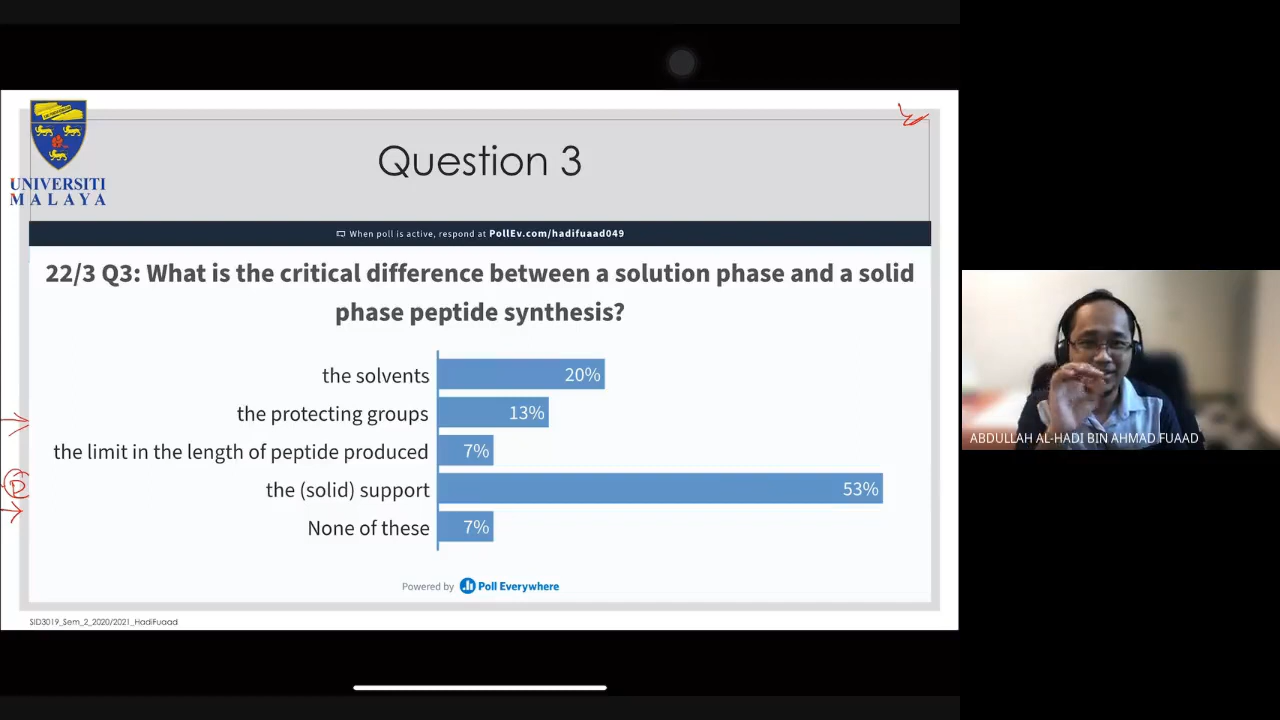 UNIVERSITI
MALAYA
Question 3
When poll is active, respond at PollEv.com/hadifuaad049
22/3 Q3: What is the critical difference between a solution phase and a solid
phase peptide synthesis?
the solvents 20%
the protecting groups 13%
the limit in the length of peptide produced 7%
the (solid) support 53%
None of these 7%
Powered by Poll Everywhere
SID3019_Sem_2_2020/2021_HadiFuaad
ABDULLAH AL-HADI BIN AHMAD FUAAD